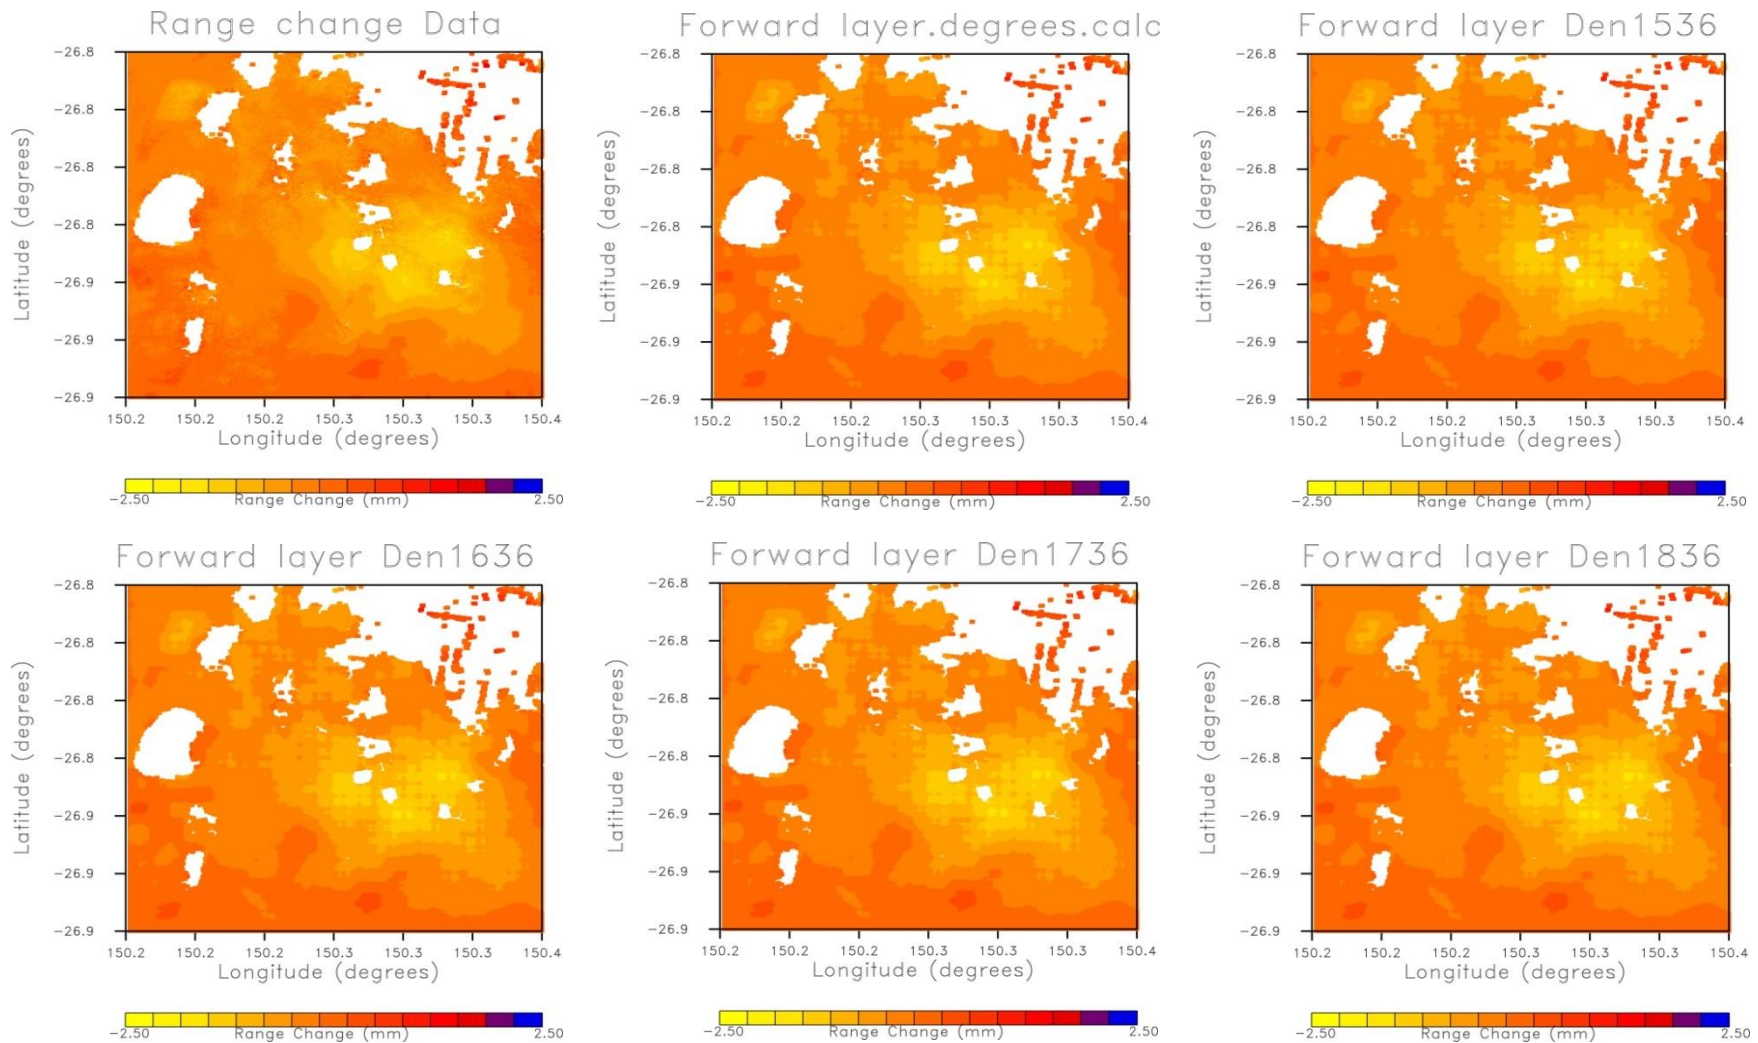 Range change Data
Forward layer.degrees.calc
Forward layer Den1536
-26.8
-26.8
-26.8
-26.8
-26.9
-26.9
-26.9
Latitude (degrees)
150.2 150.2 150.2 150.3 150.3 150.3 150.4
Longitude (degrees)
-2.50 Range Change (mm) 2.50
-26.8
-26.8
-26.8
-26.8
-26.9
-26.9
-26.9
Latitude (degrees)
150.2 150.2 150.2 150.3 150.3 150.3 150.4
Longitude (degrees)
-2.50 Range Change (mm) 2.50
-26.8
-26.8
-26.8
-26.8
-26.9
-26.9
-26.9
Latitude (degrees)
150.2 150.2 150.2 150.3 150.3 150.3 150.4
Longitude (degrees)
-2.50 Range Change (mm) 2.50
Forward layer Den1636
Forward layer Den1736
Forward layer Den1836
-26.8
-26.8
-26.8
-26.8
-26.9
-26.9
-26.9
Latitude (degrees)
150.2 150.2 150.2 150.3 150.3 150.3 150.4
Longitude (degrees)
-2.50 Range Change (mm) 2.50
-26.8
-26.8
-26.8
-26.8
-26.9
-26.9
-26.9
Latitude (degrees)
150.2 150.2 150.2 150.3 150.3 150.3 150.4
Longitude (degrees)
-2.50 Range Change (mm) 2.50
-26.8
-26.8
-26.8
-26.8
-26.9
-26.9
-26.9
Latitude (degrees)
150.2 150.2 150.2 150.3 150.3 150.3 150.4
Longitude (degrees)
-2.50 Range Change (mm) 2.50